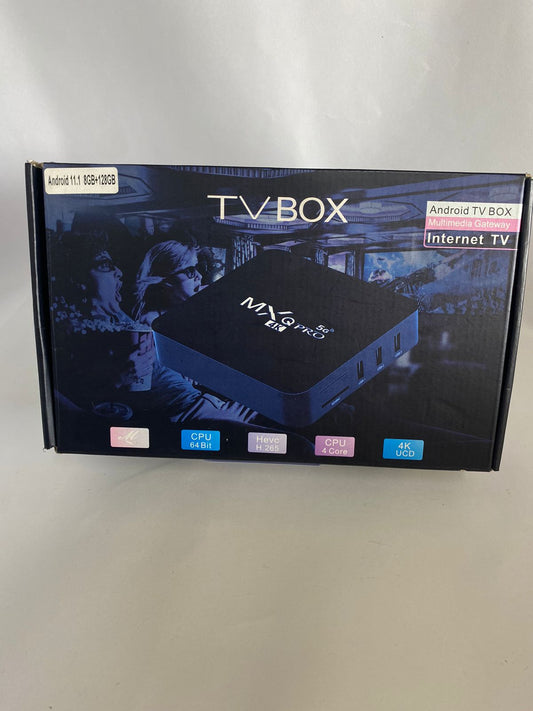 Android 11.1 8GB+128GB
TV BOX
Android TV BOX
Multimedia Gateway
Internet TV
MXQ PRO 5G
4K
M
CPU
64 Bit
Hevc
H.265
CPU
4 Core
4K
UCD